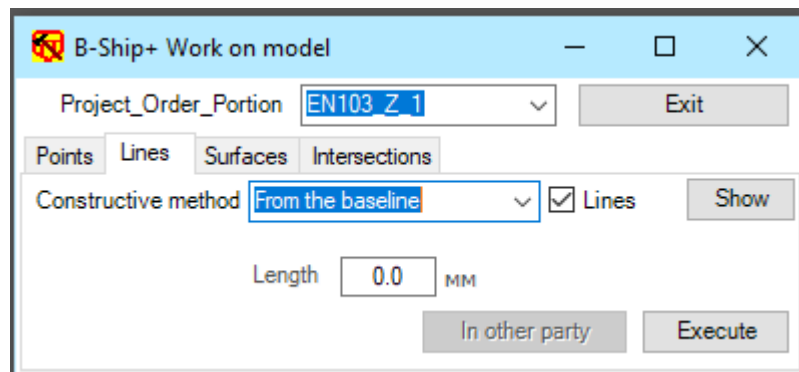 B-Ship+ Work on model
Project_Order_Portion EN103_Z_1 Exit
Points Lines Surfaces Intersections
Constructive method From the baseline Lines Show
Length 0.0 мм
In other party Execute